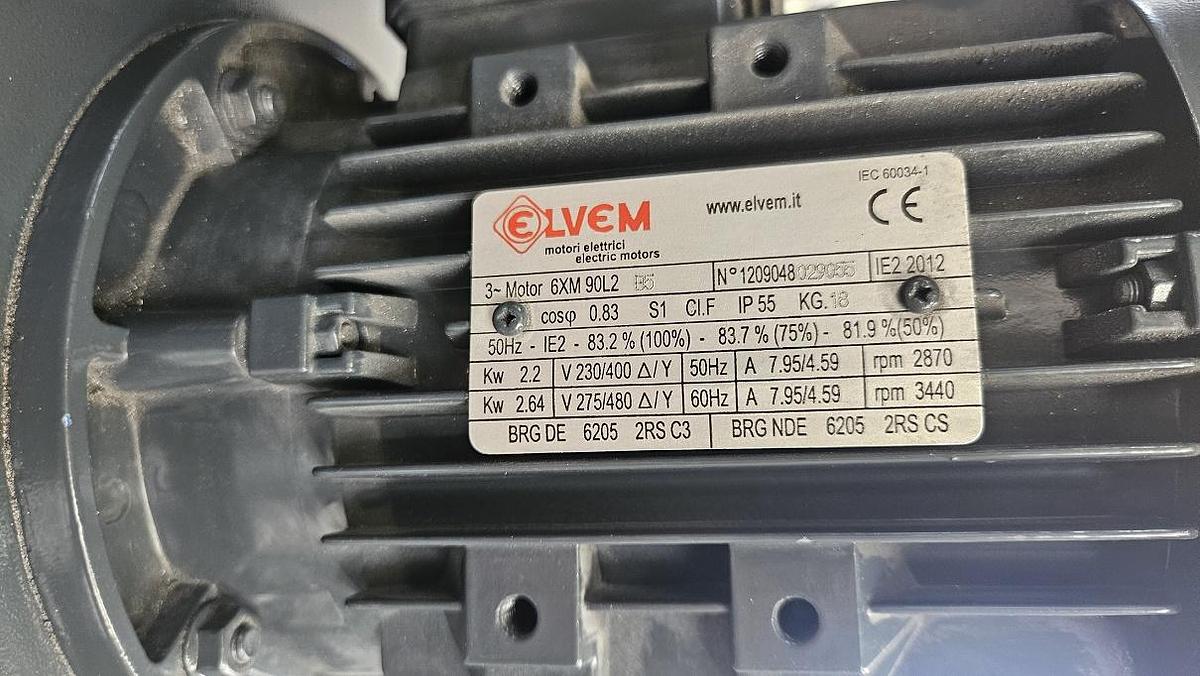 IEC 60034-1
ELVEM www.elvem.it CE
motori elettrici
electric motors
3~ Motor 6XM 90L2 B5 N° 1209048029055 IE2 2012
cosφ 0.83 S1 Cl.F IP 55 KG.18
50Hz - IE2 - 83.2 % (100%) - 83.7 % (75%) - 81.9 % (50%)
Kw 2.2 V 230/400 Δ/Y 50Hz A 7.95/4.59 rpm 2870
Kw 2.64 V 275/480 Δ/Y 60Hz A 7.95/4.59 rpm 3440
BRG DE 6205 2RS C3 BRG NDE 6205 2RS CS